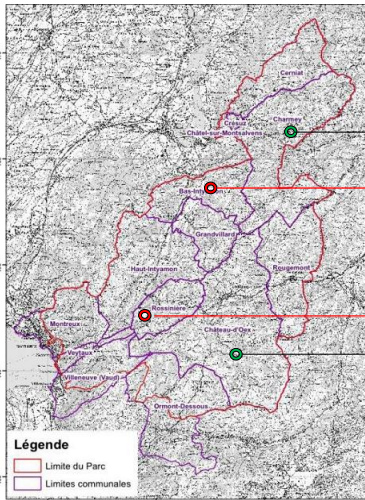 Cerniat
Crésuz
Charmey
Châtel-sur-Montsalvens
Bas-Intyamon
Grandvillard
Haut-Intyamon
Rougemont
Rossinière
Montreux
Château-d'Oex
Veytaux
Villeneuve (Vaud)
Ormont-Dessous
Légende
Limite du Parc
Limites communales